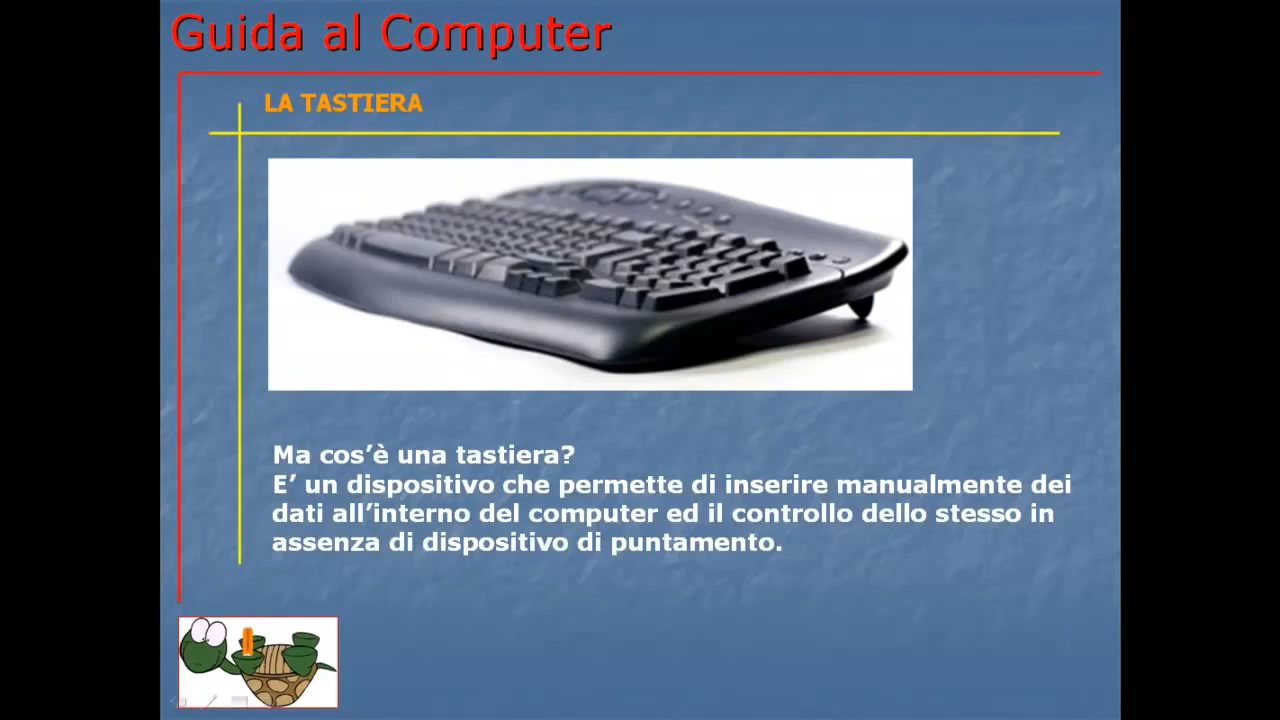 Guida al Computer
LA TASTIERA
Ma cos’è una tastiera?
E’ un dispositivo che permette di inserire manualmente dei
dati all’interno del computer ed il controllo dello stesso in
assenza di dispositivo di puntamento.